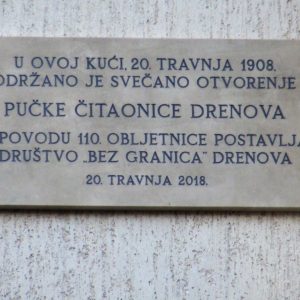 U OVOJ KUĆI, 20. TRAVNJA 1908.
ODRŽANO JE SVEČANO OTVORENJE
PUČKE ČITAONICE DRENOVA
POVODU 110. OBLJETNICE POSTAVLJA
DRUŠTVO „BEZ GRANICA" DRENOVA
20. TRAVNJA 2018.